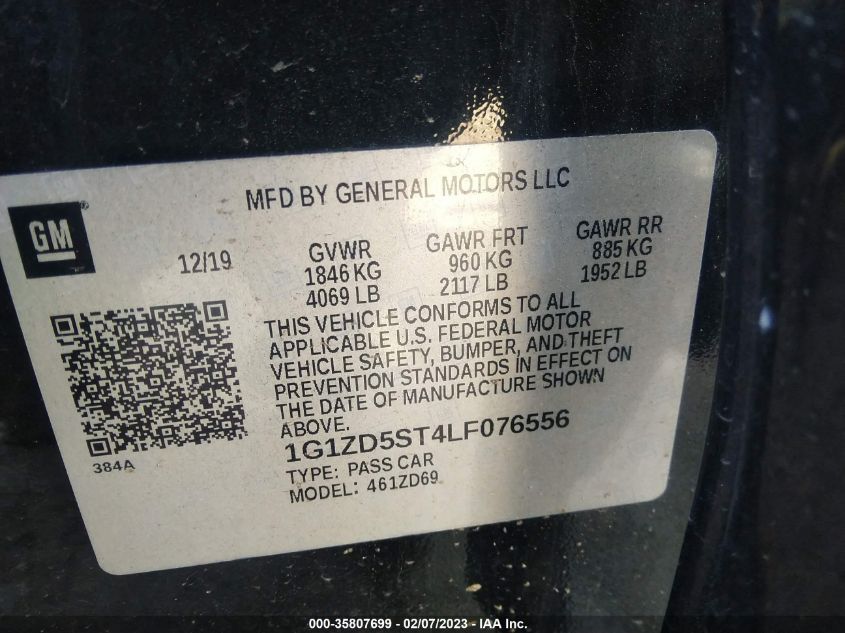 MFD BY GENERAL MOTORS LLC
GM®
12/19
GVWR
1846 KG
4069 LB
GAWR FRT
960 KG
2117 LB
GAWR RR
885 KG
1952 LB
THIS VEHICLE CONFORMS TO ALL
APPLICABLE U.S. FEDERAL MOTOR
VEHICLE SAFETY, BUMPER, AND THEFT
PREVENTION STANDARDS IN EFFECT ON
THE DATE OF MANUFACTURE SHOWN
ABOVE.
1G1ZD5ST4LF076556
TYPE: PASS CAR
MODEL: 461ZD69
384A
000-35807699 - 02/07/2023 - IAA Inc.